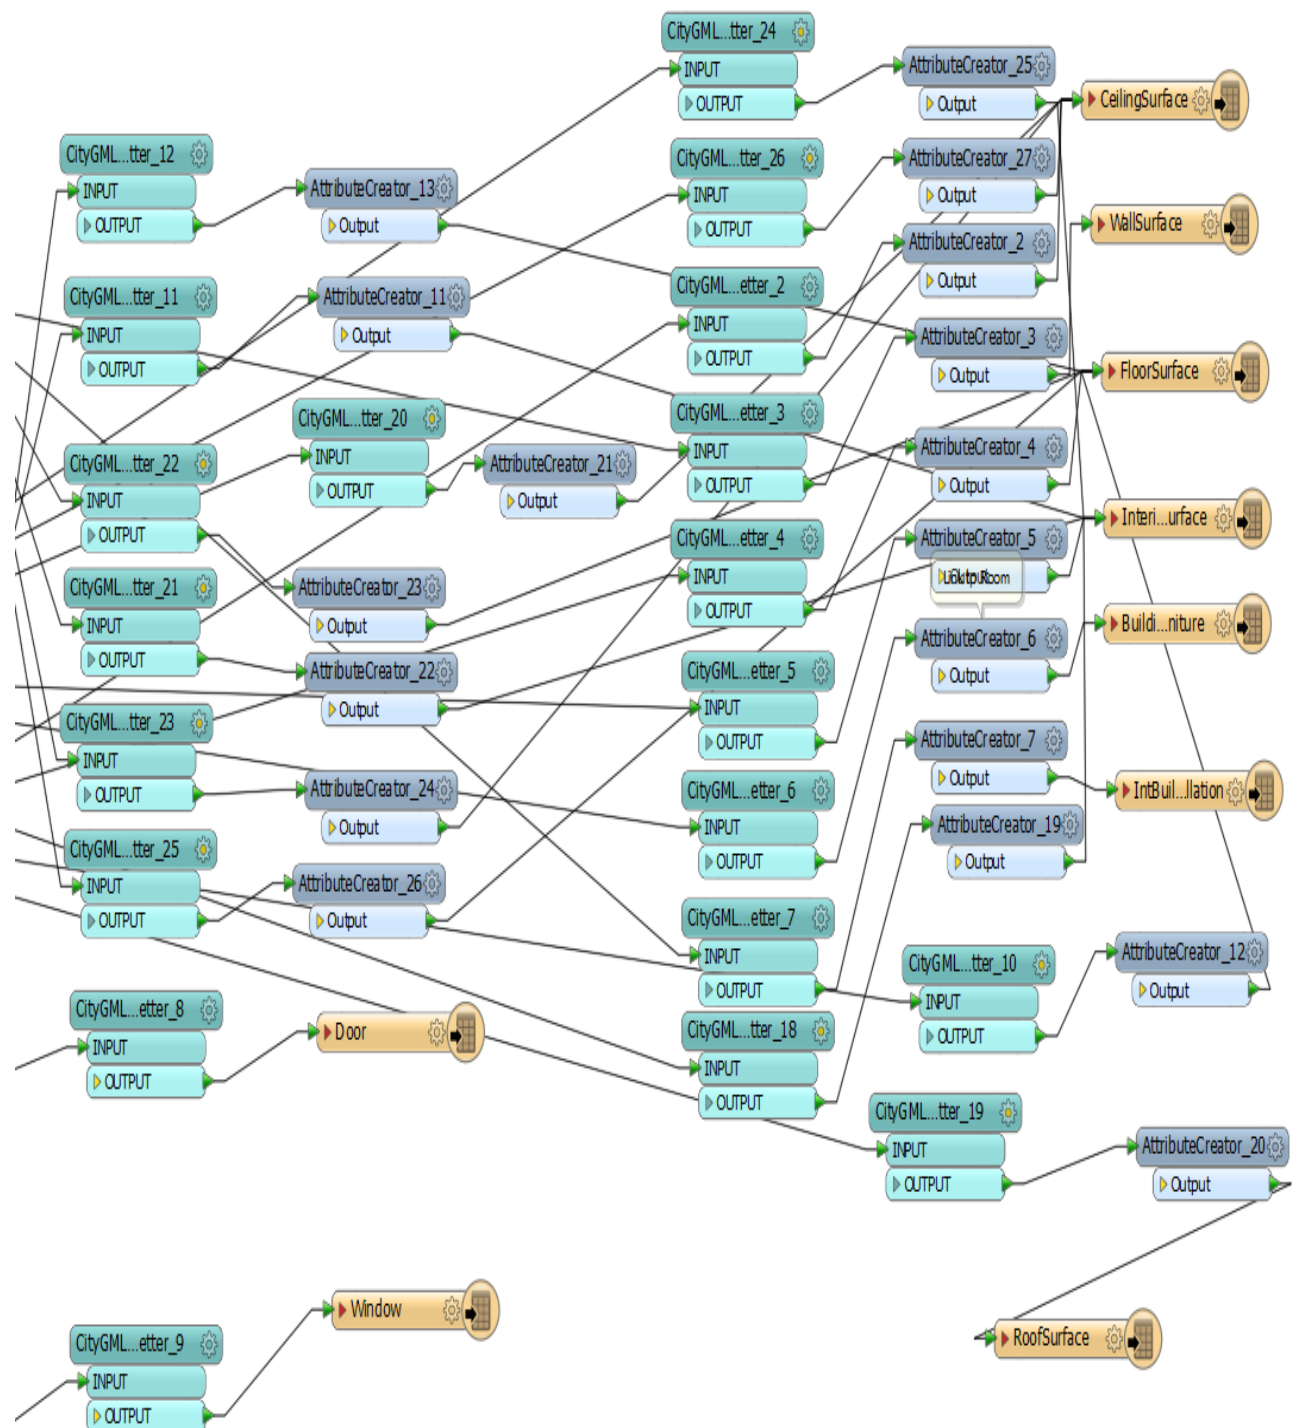 CityGML...tter_24
INPUT
OUTPUT
AttributeCreator_25
Output
CeilingSurface
CityGML...tter_12
INPUT
OUTPUT
AttributeCreator_13
Output
CityGML...tter_26
INPUT
OUTPUT
AttributeCreator_27
Output
WallSurface
AttributeCreator_2
Output
CityGML...tter_11
INPUT
OUTPUT
AttributeCreator_11
Output
CityGML...etter_2
INPUT
OUTPUT
AttributeCreator_3
Output
FloorSurface
CityGML...tter_20
INPUT
OUTPUT
AttributeCreator_21
Output
CityGML...etter_3
INPUT
OUTPUT
AttributeCreator_4
Output
CityGML...tter_22
INPUT
OUTPUT
Interi...urface
CityGML...etter_4
INPUT
OUTPUT
AttributeCreator_5
Link to Room
CityGML...tter_21
INPUT
OUTPUT
AttributeCreator_23
Output
Buildi...niture
AttributeCreator_6
Output
AttributeCreator_22
Output
CityGML...etter_5
INPUT
OUTPUT
CityGML...tter_23
INPUT
OUTPUT
AttributeCreator_7
Output
AttributeCreator_24
Output
CityGML...etter_6
INPUT
OUTPUT
IntBuil...llation
AttributeCreator_19
Output
CityGML...tter_25
INPUT
OUTPUT
AttributeCreator_26
Output
CityGML...etter_7
INPUT
OUTPUT
CityGML...tter_10
INPUT
OUTPUT
AttributeCreator_12
Output
CityGML...etter_8
INPUT
OUTPUT
Door
CityGML...tter_18
INPUT
OUTPUT
CityGML...tter_19
INPUT
OUTPUT
AttributeCreator_20
Output
Window
RoofSurface
CityGML...etter_9
INPUT
OUTPUT